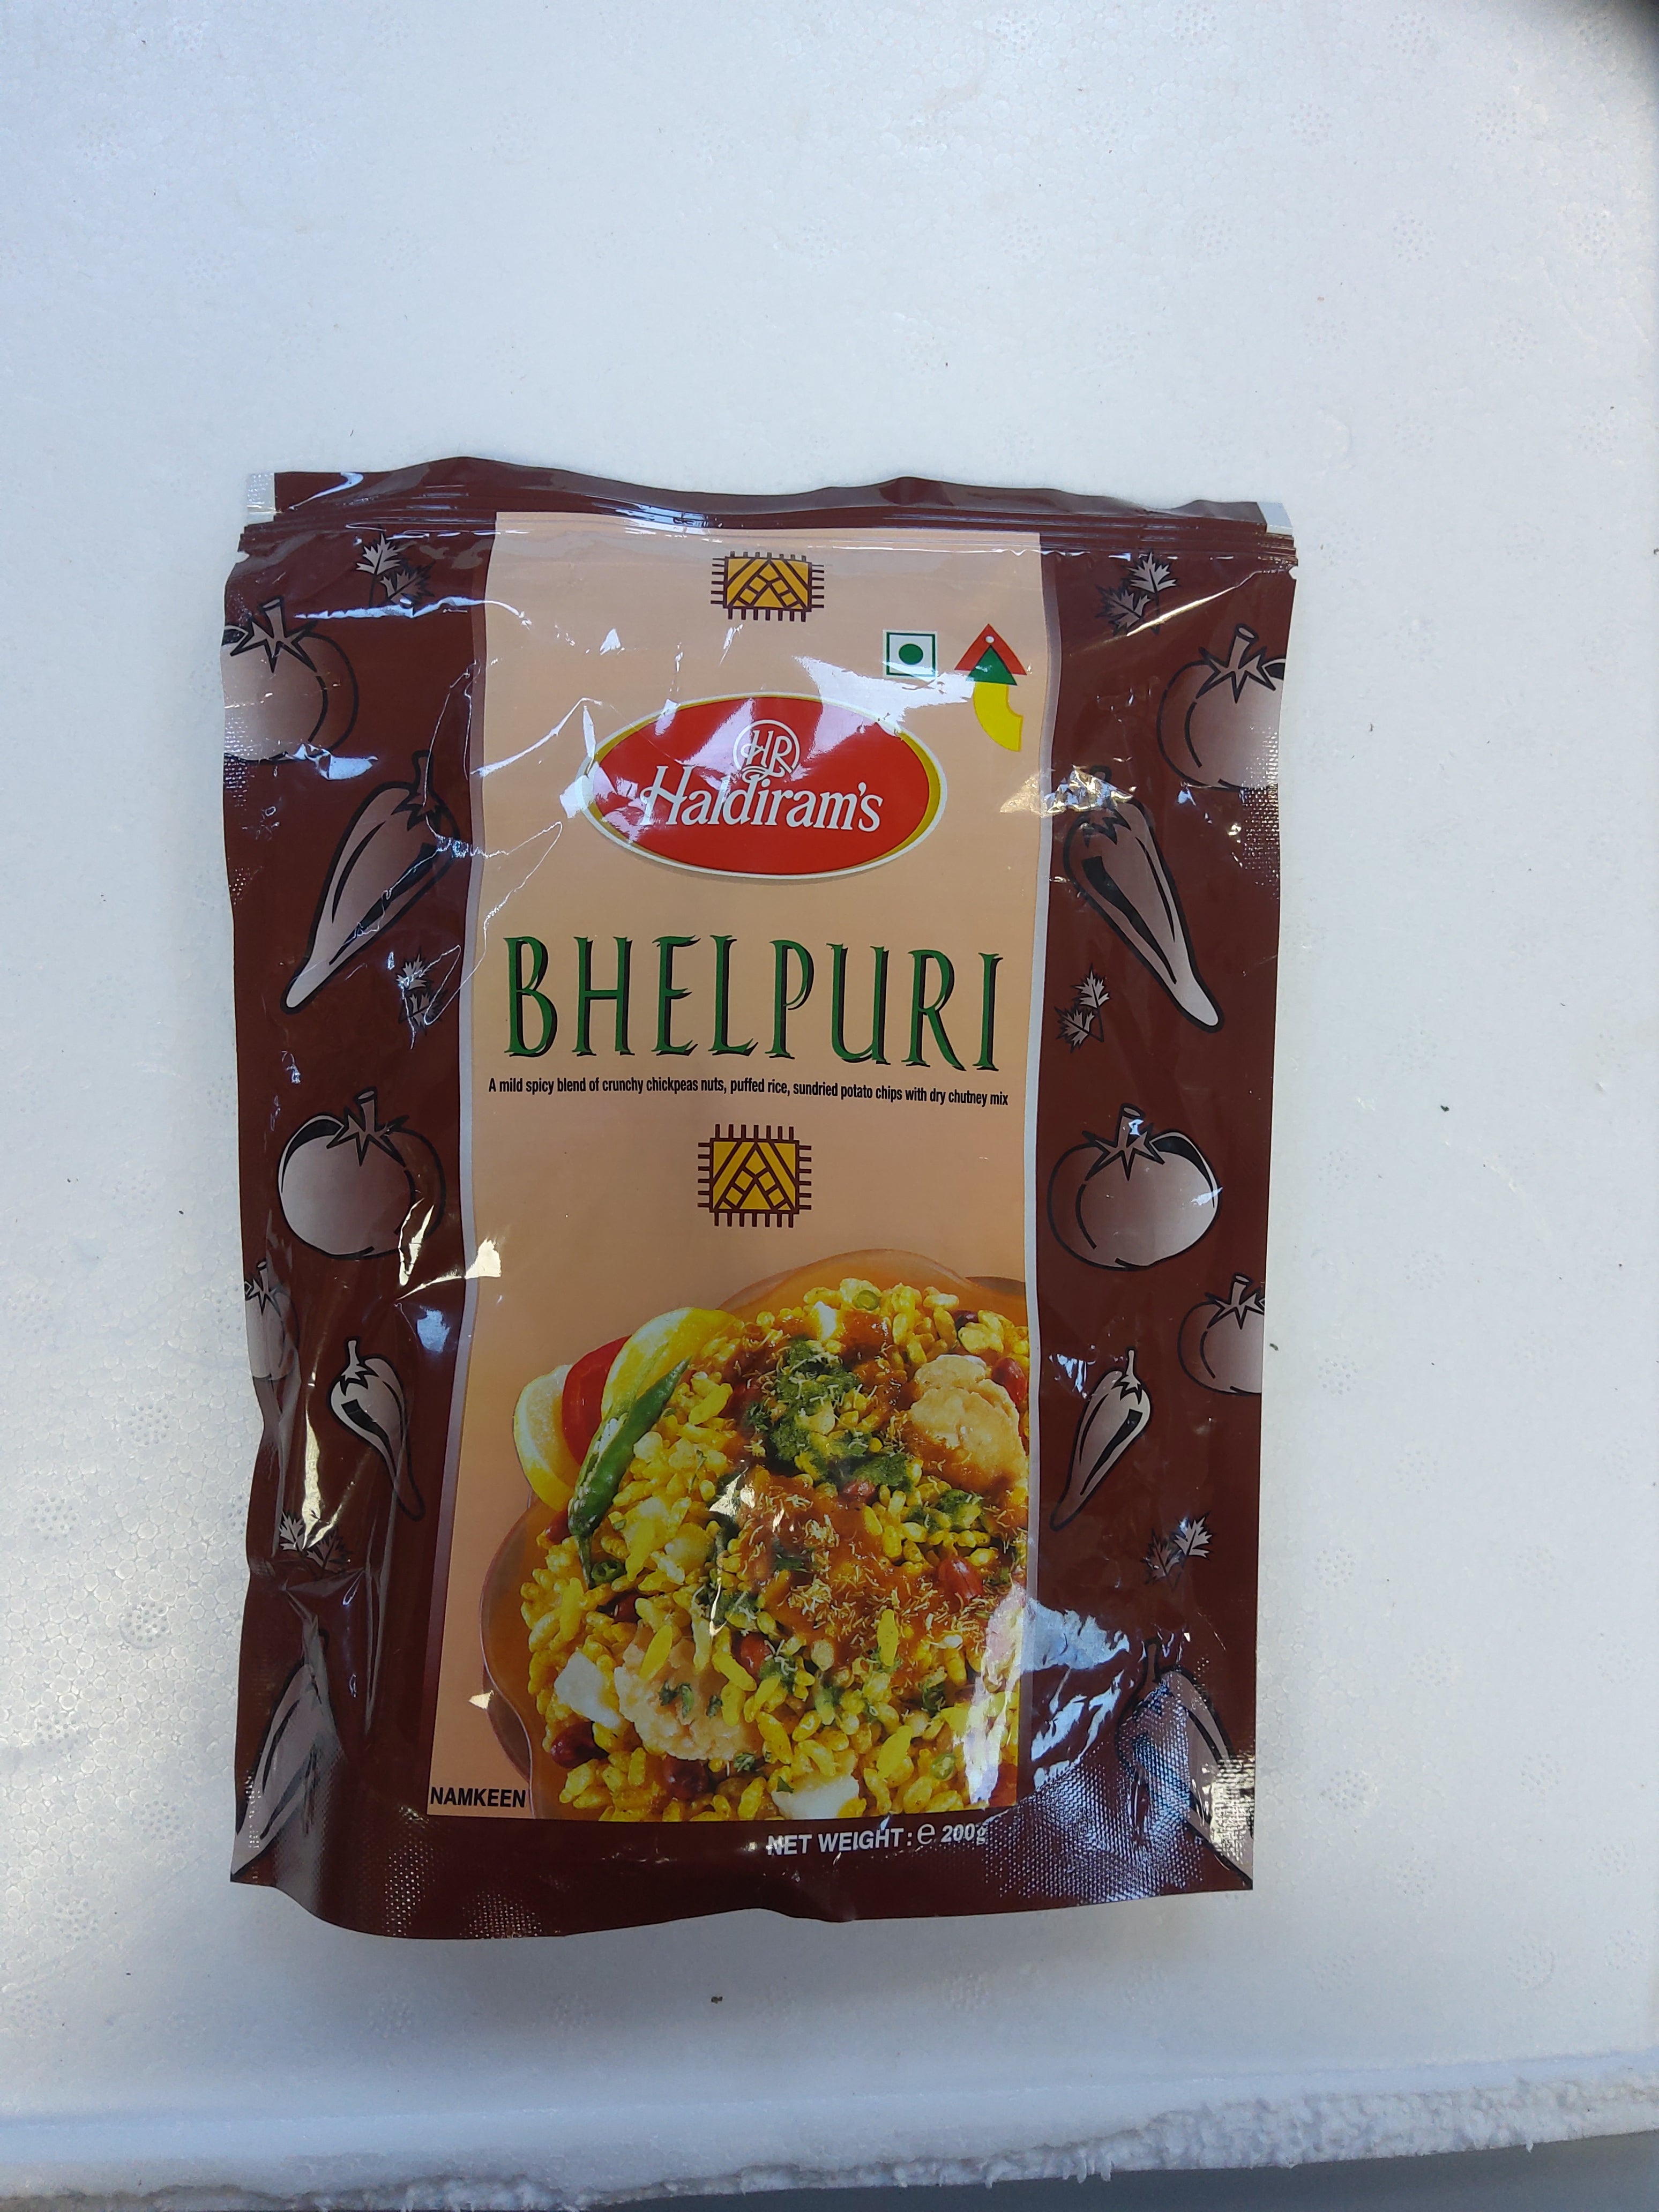 HR
Haldiram's
BHELPURI
A mild spicy blend of crunchy chickpeas nuts, puffed rice, sundried potato chips with dry chutney mix
NAMKEEN
NET WEIGHT : e 200g